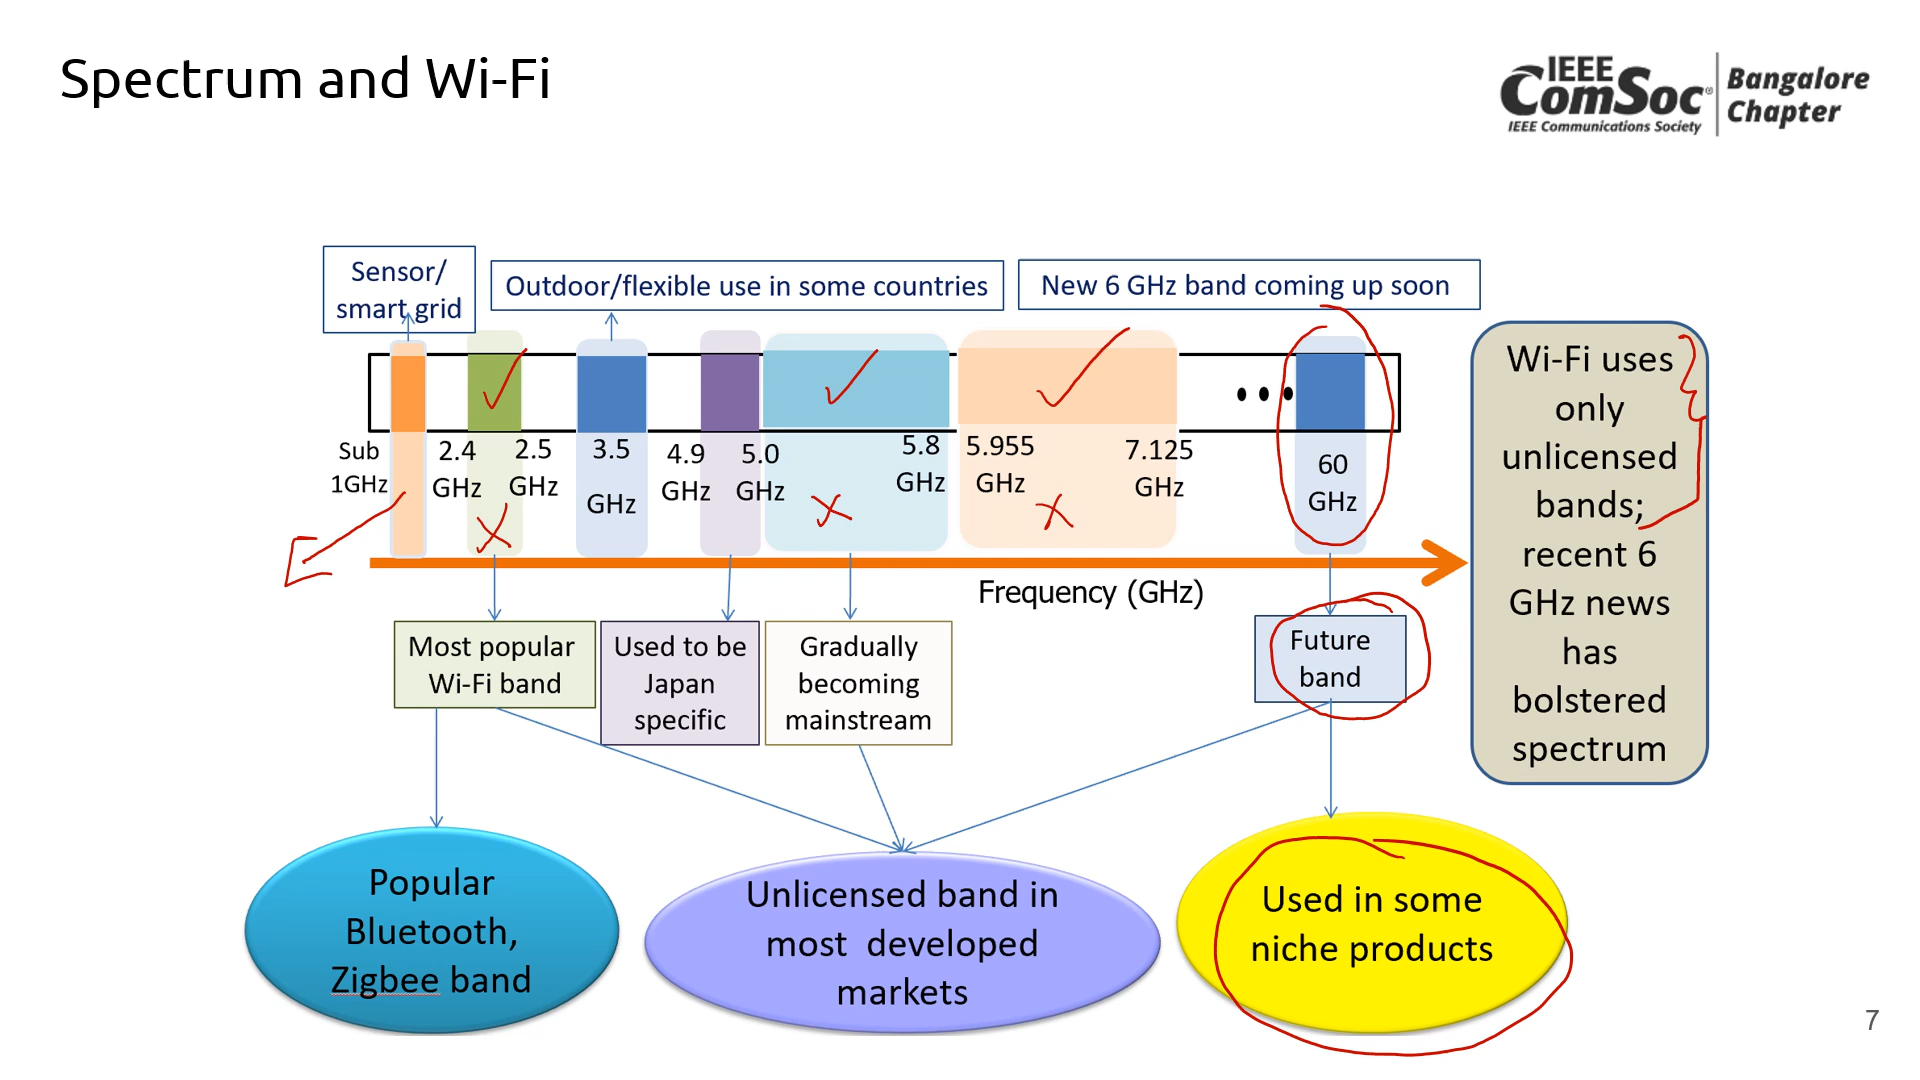 Spectrum and Wi-Fi
IEEE
ComSoc®
IEEE Communications Society
Bangalore
Chapter
Sensor/
smart grid
Outdoor/flexible use in some countries
New 6 GHz band coming up soon
Sub
1GHz
2.4
GHz
2.5
GHz
3.5
GHz
4.9
GHz
5.0
GHz
5.8
GHz
5.955
GHz
7.125
GHz
60
GHz
Frequency (GHz)
Wi-Fi uses
only
unlicensed
bands;
recent 6
GHz news
has
bolstered
spectrum
Most popular
Wi-Fi band
Used to be
Japan
specific
Gradually
becoming
mainstream
Future
band
Popular
Bluetooth,
Zigbee band
Unlicensed band in
most developed
markets
Used in some
niche products
7